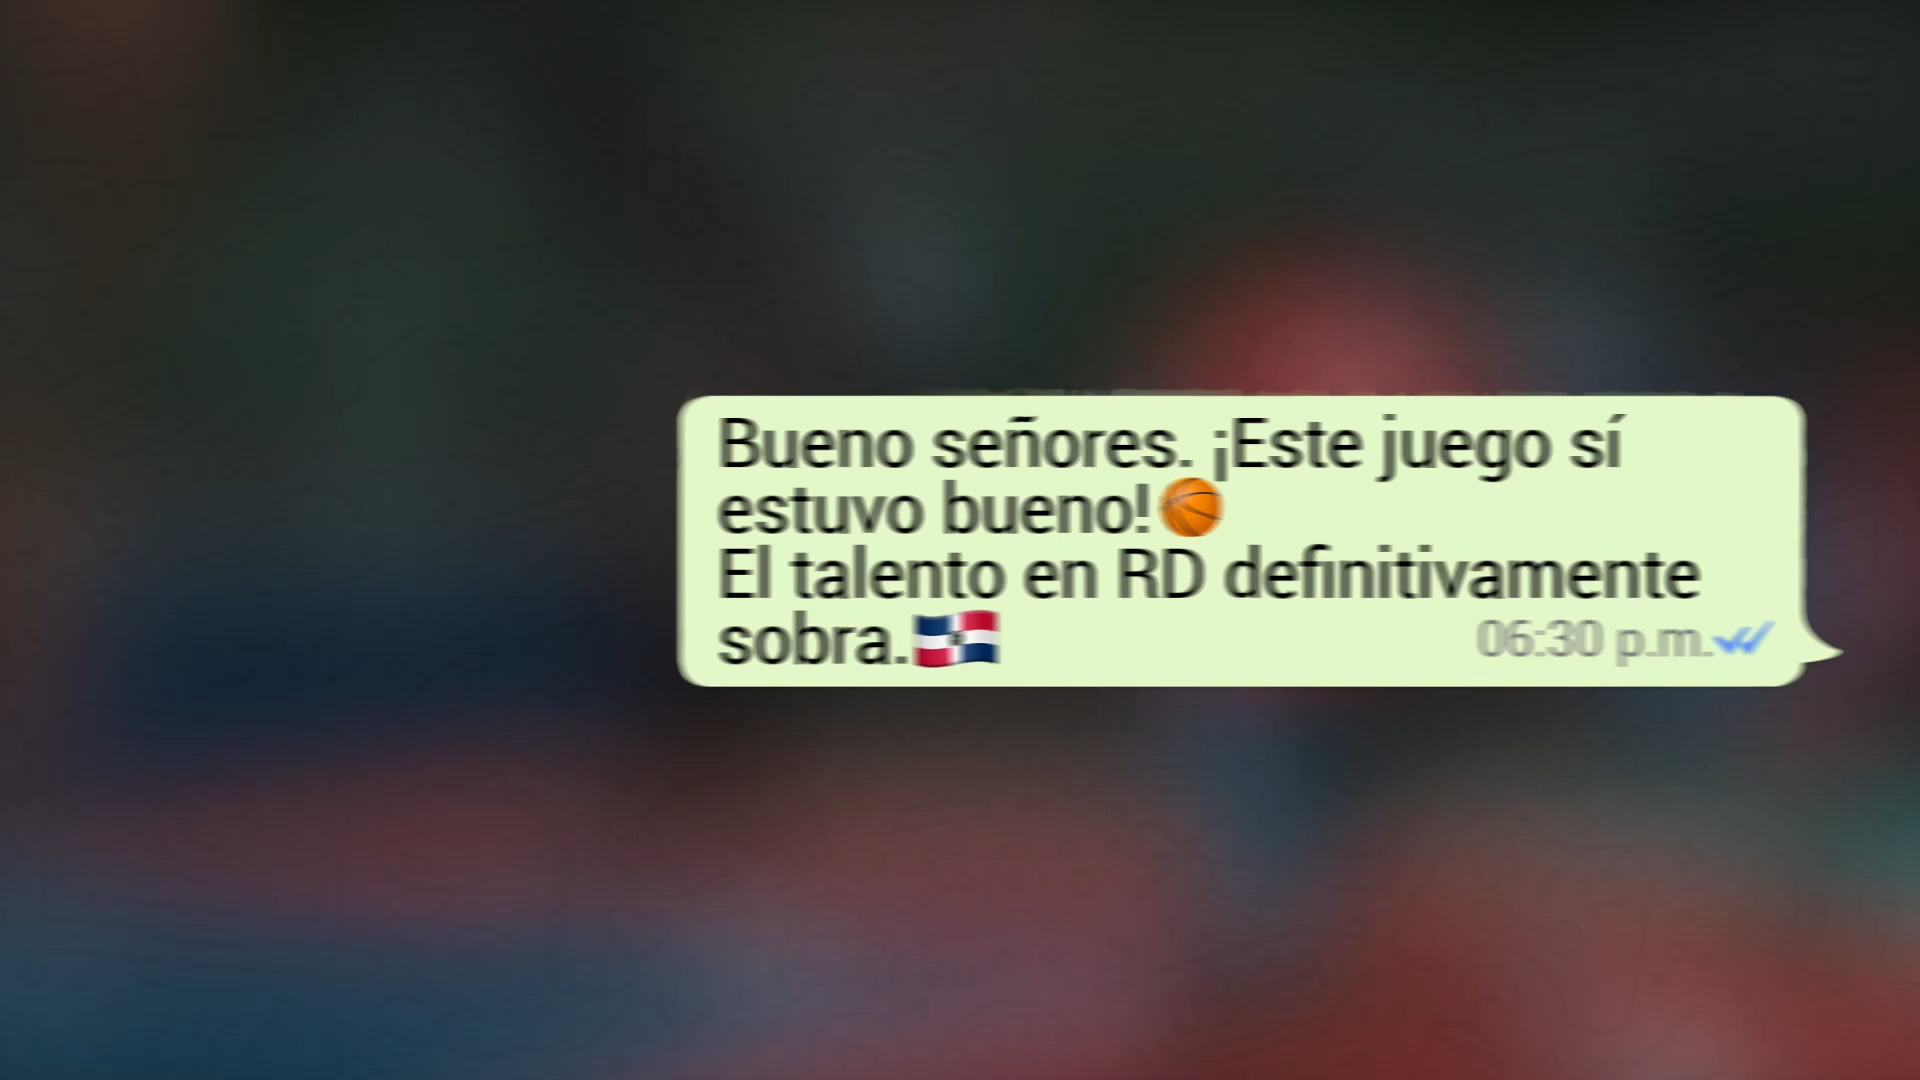 Bueno señores. ¡Este juego sí
estuvo bueno!🏀
El talento en RD definitivamente
sobra.🇩🇴
06:30 p.m.